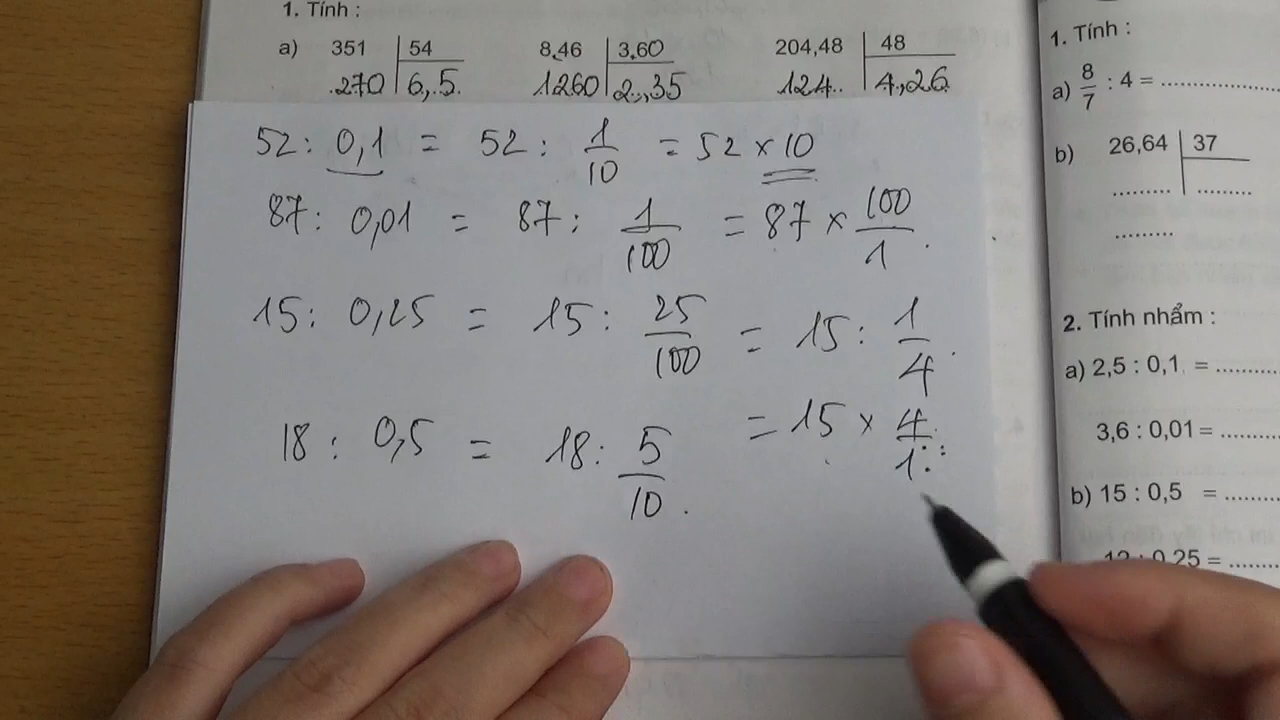 1. Tính :
a) 351 | 54 8,46 | 3,60 204,48 | 48
270 | 6,5 1260 | 2,35 124 | 4,26
52 : 0,1 = 52 : 1/10 = 52 × 10
87 : 0,01 = 87 : 1/100 = 87 × 100/1
15 : 0,25 = 15 : 25/100 = 15 : 1/4
= 15 × 4/1
18 : 0,5 = 18 : 5/10
1. Tính :
a) 8/7 : 4 = ..........
b) 26,64 | 37
......... | .........
.........
2. Tính nhẩm :
a) 2,5 : 0,1 = ..........
3,6 : 0,01 = ..........
b) 15 : 0,5 = ..........
12 : 0,25 = ..........